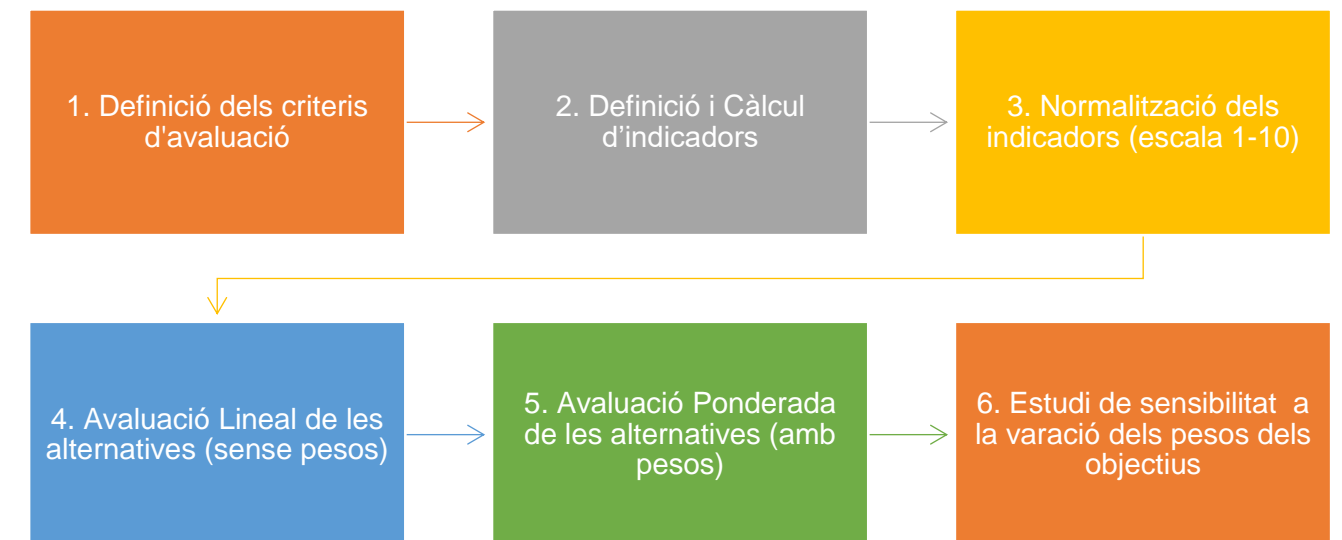 1. Definició dels criteris
d'avaluació
2. Definició i Càlcul
d’indicadors
3. Normalització dels
indicadors (escala 1-10)
4. Avaluació Lineal de les
alternatives (sense pesos)
5. Avaluació Ponderada
de les alternatives (amb
pesos)
6. Estudi de sensibilitat  a
la varació dels pesos dels
objectius